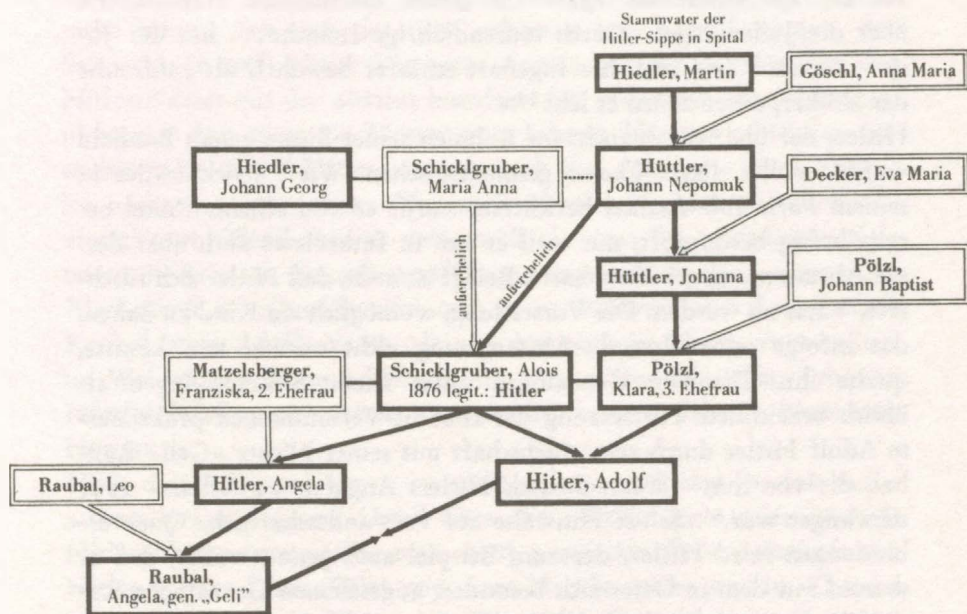 Stammvater der
Hitler-Sippe in Spital
Hiedler, Martin
Göschl, Anna Maria
Hiedler,
Johann Georg
Schicklgruber,
Maria Anna
Hüttler,
Johann Nepomuk
Decker, Eva Maria
außerehelich
außerehelich
Hüttler, Johanna
Pölzl,
Johann Baptist
Matzelsberger,
Franziska, 2. Ehefrau
Schicklgruber, Alois
1876 legit.: Hitler
Pölzl,
Klara, 3. Ehefrau
Raubal, Leo
Hitler, Angela
Hitler, Adolf
Raubal,
Angela, gen. „Geli”